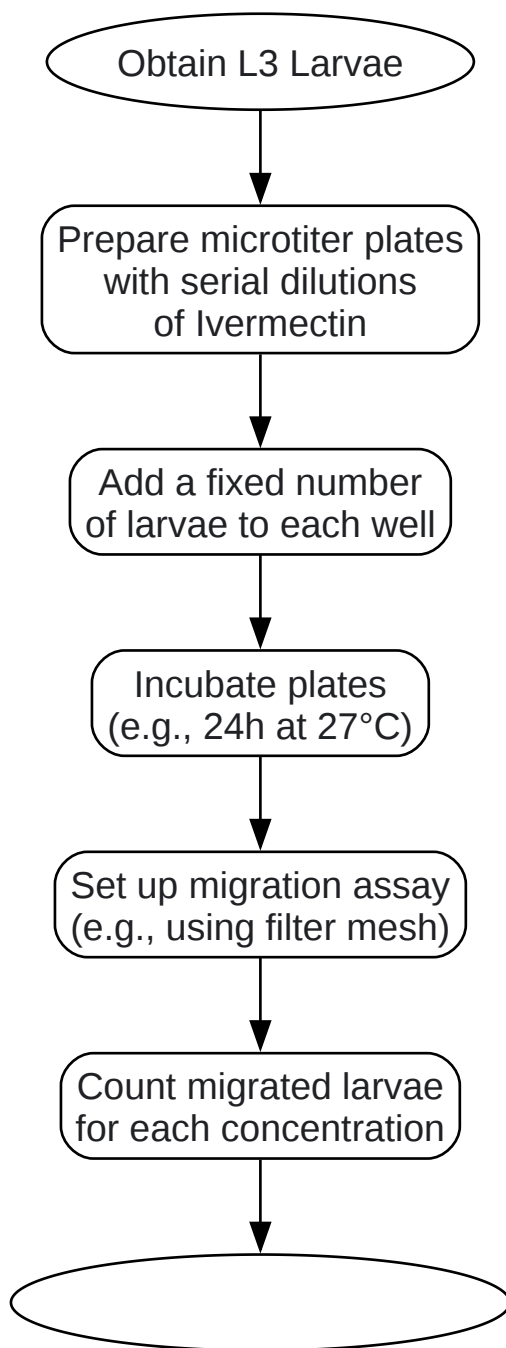 Obtain L3 Larvae
Prepare microtiter plates
with serial dilutions
of Ivermectin
Add a fixed number
of larvae to each well
Incubate plates
(e.g., 24h at 27°C)
Set up migration assay
(e.g., using filter mesh)
Count migrated larvae
for each concentration